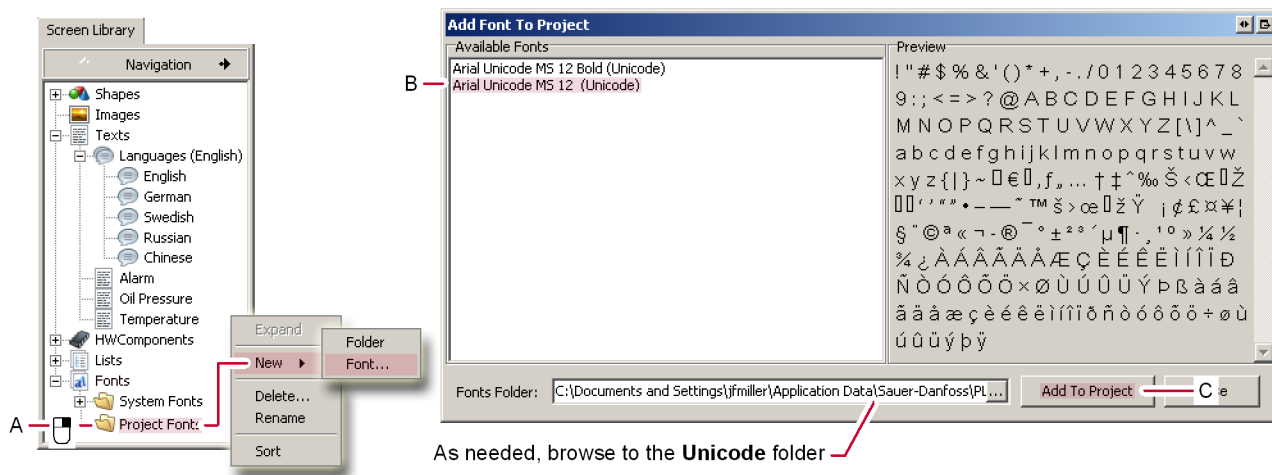 Screen Library
Navigation
Shapes
Images
Texts
Languages (English)
English
German
Swedish
Russian
Chinese
Alarm
Oil Pressure
Temperature
HWComponents
Lists
Fonts
System Fonts
A
Project Fonts
Expand
New
Delete...
Rename
Sort
Folder
Font...
Add Font To Project
Available Fonts
Arial Unicode MS 12 Bold (Unicode)
B
Arial Unicode MS 12 (Unicode)
Preview
! " # $ % & ' ( ) * + , - . / 0 1 2 3 4 5 6 7 8
9 : ; < = > ? @ A B C D E F G H I J K L
M N O P Q R S T U V W X Y Z [ \ ] ^ _ `
a b c d e f g h i j k l m n o p q r s t u v w
x y z { | } ~ € ‚ ƒ „ … † ‡ ˆ ‰ Š ‹ Œ Ž
‘ ’ “ ” • – — ˜ ™ š › œ ž Ÿ ¡ ¢ £ ¤ ¥ ¦
§ ¨ © ª « ¬ - ® ¯ ° ± ² ³ ´ µ ¶ · ¸ ¹ º » ¼ ½
¾ ¿ À Á Â Ã Ä Å Æ Ç È É Ê Ë Ì Í Î Ï Ð
Ñ Ò Ó Ô Õ Ö × Ø Ù Ú Û Ü Ý Þ ß à á â
ã ä å æ ç è é ê ë ì í î ï ð ñ ò ó ô õ ö ÷ ø ù
ú û ü ý þ ÿ
Fonts Folder:
C:\Documents and Settings\jfmiller\Application Data\Sauer-Danfoss\PL
...
Add To Project
C
As needed, browse to the Unicode folder